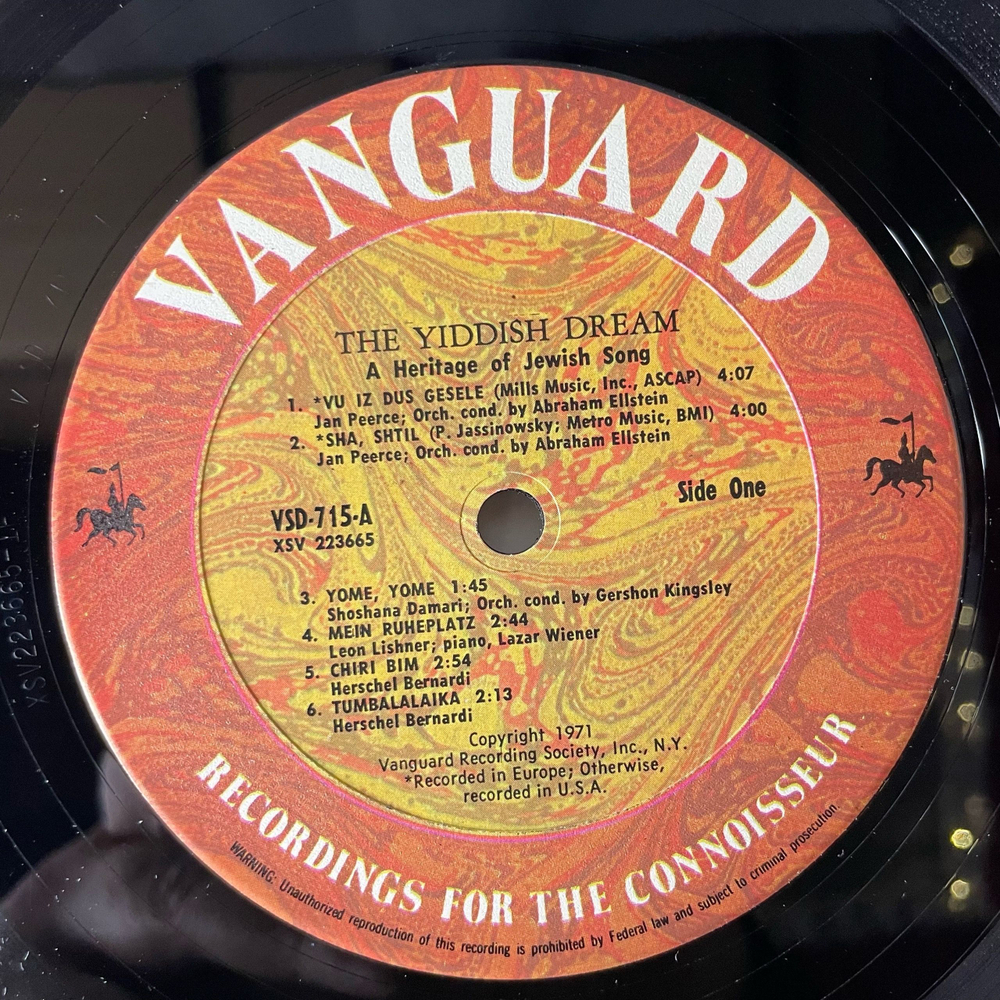 VANGUARD
THE YIDDISH DREAM
A Heritage of Jewish Song
1. *VU IZ DUS GESELE (Mills Music, Inc., ASCAP) 4:07
Jan Peerce; Orch. cond. by Abraham Ellstein
2. *SHA, SHTIL (P. Jassinowsky; Metro Music, BMI) 4:00
Jan Peerce; Orch. cond. by Abraham Ellstein
Side One
VSD-715-A
XSV 223665
3. YOME, YOME 1:45
Shoshana Damari; Orch. cond. by Gershon Kingsley
4. MEIN RUHEPLATZ 2:44
Leon Lishner; piano, Lazar Wiener
5. CHIRI BIM 2:54
Herschel Bernardi
6. TUMBALALAIKA 2:13
Herschel Bernardi
Copyright 1971
Vanguard Recording Society, Inc., N.Y.
*Recorded in Europe; Otherwise,
recorded in U.S.A.
RECORDINGS FOR THE CONNOISSEUR
WARNING: Unauthorized reproduction of this recording is prohibited by Federal law and subject to criminal prosecution.